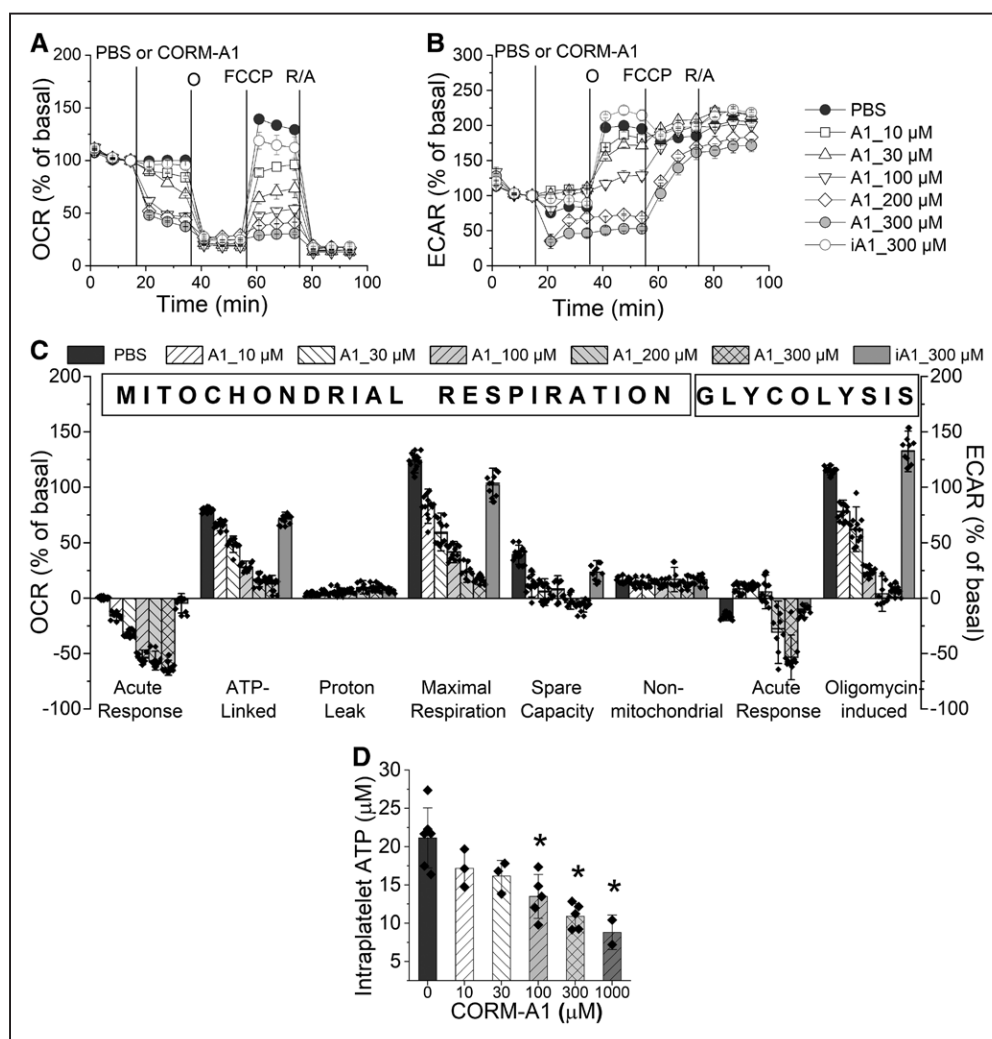 A
PBS or CORM-A1
O
FCCP
R/A
OCR (% of basal)
200
150
100
50
0
0
20
40
60
80
100
Time (min)
B
PBS or CORM-A1
O
FCCP
R/A
ECAR (% of basal)
300
250
200
150
100
50
0
0
20
40
60
80
100
Time (min)
PBS
A1_10 µM
A1_30 µM
A1_100 µM
A1_200 µM
A1_300 µM
iA1_300 µM
C
PBS
A1_10 µM
A1_30 µM
A1_100 µM
A1_200 µM
A1_300 µM
iA1_300 µM
MITOCHONDRIAL RESPIRATION
GLYCOLYSIS
OCR (% of basal)
200
150
100
50
0
-50
-100
ECAR (% of basal)
200
150
100
50
0
-50
-100
Acute
Response
ATP-
Linked
Proton
Leak
Maximal
Respiration
Spare
Capacity
Non-
mitochondrial
Acute
Response
Oligomycin-
induced
D
Intraplatelet ATP (µM)
30
25
20
15
10
5
*
*
*
0
10
30
100
300
1000
CORM-A1 (µM)